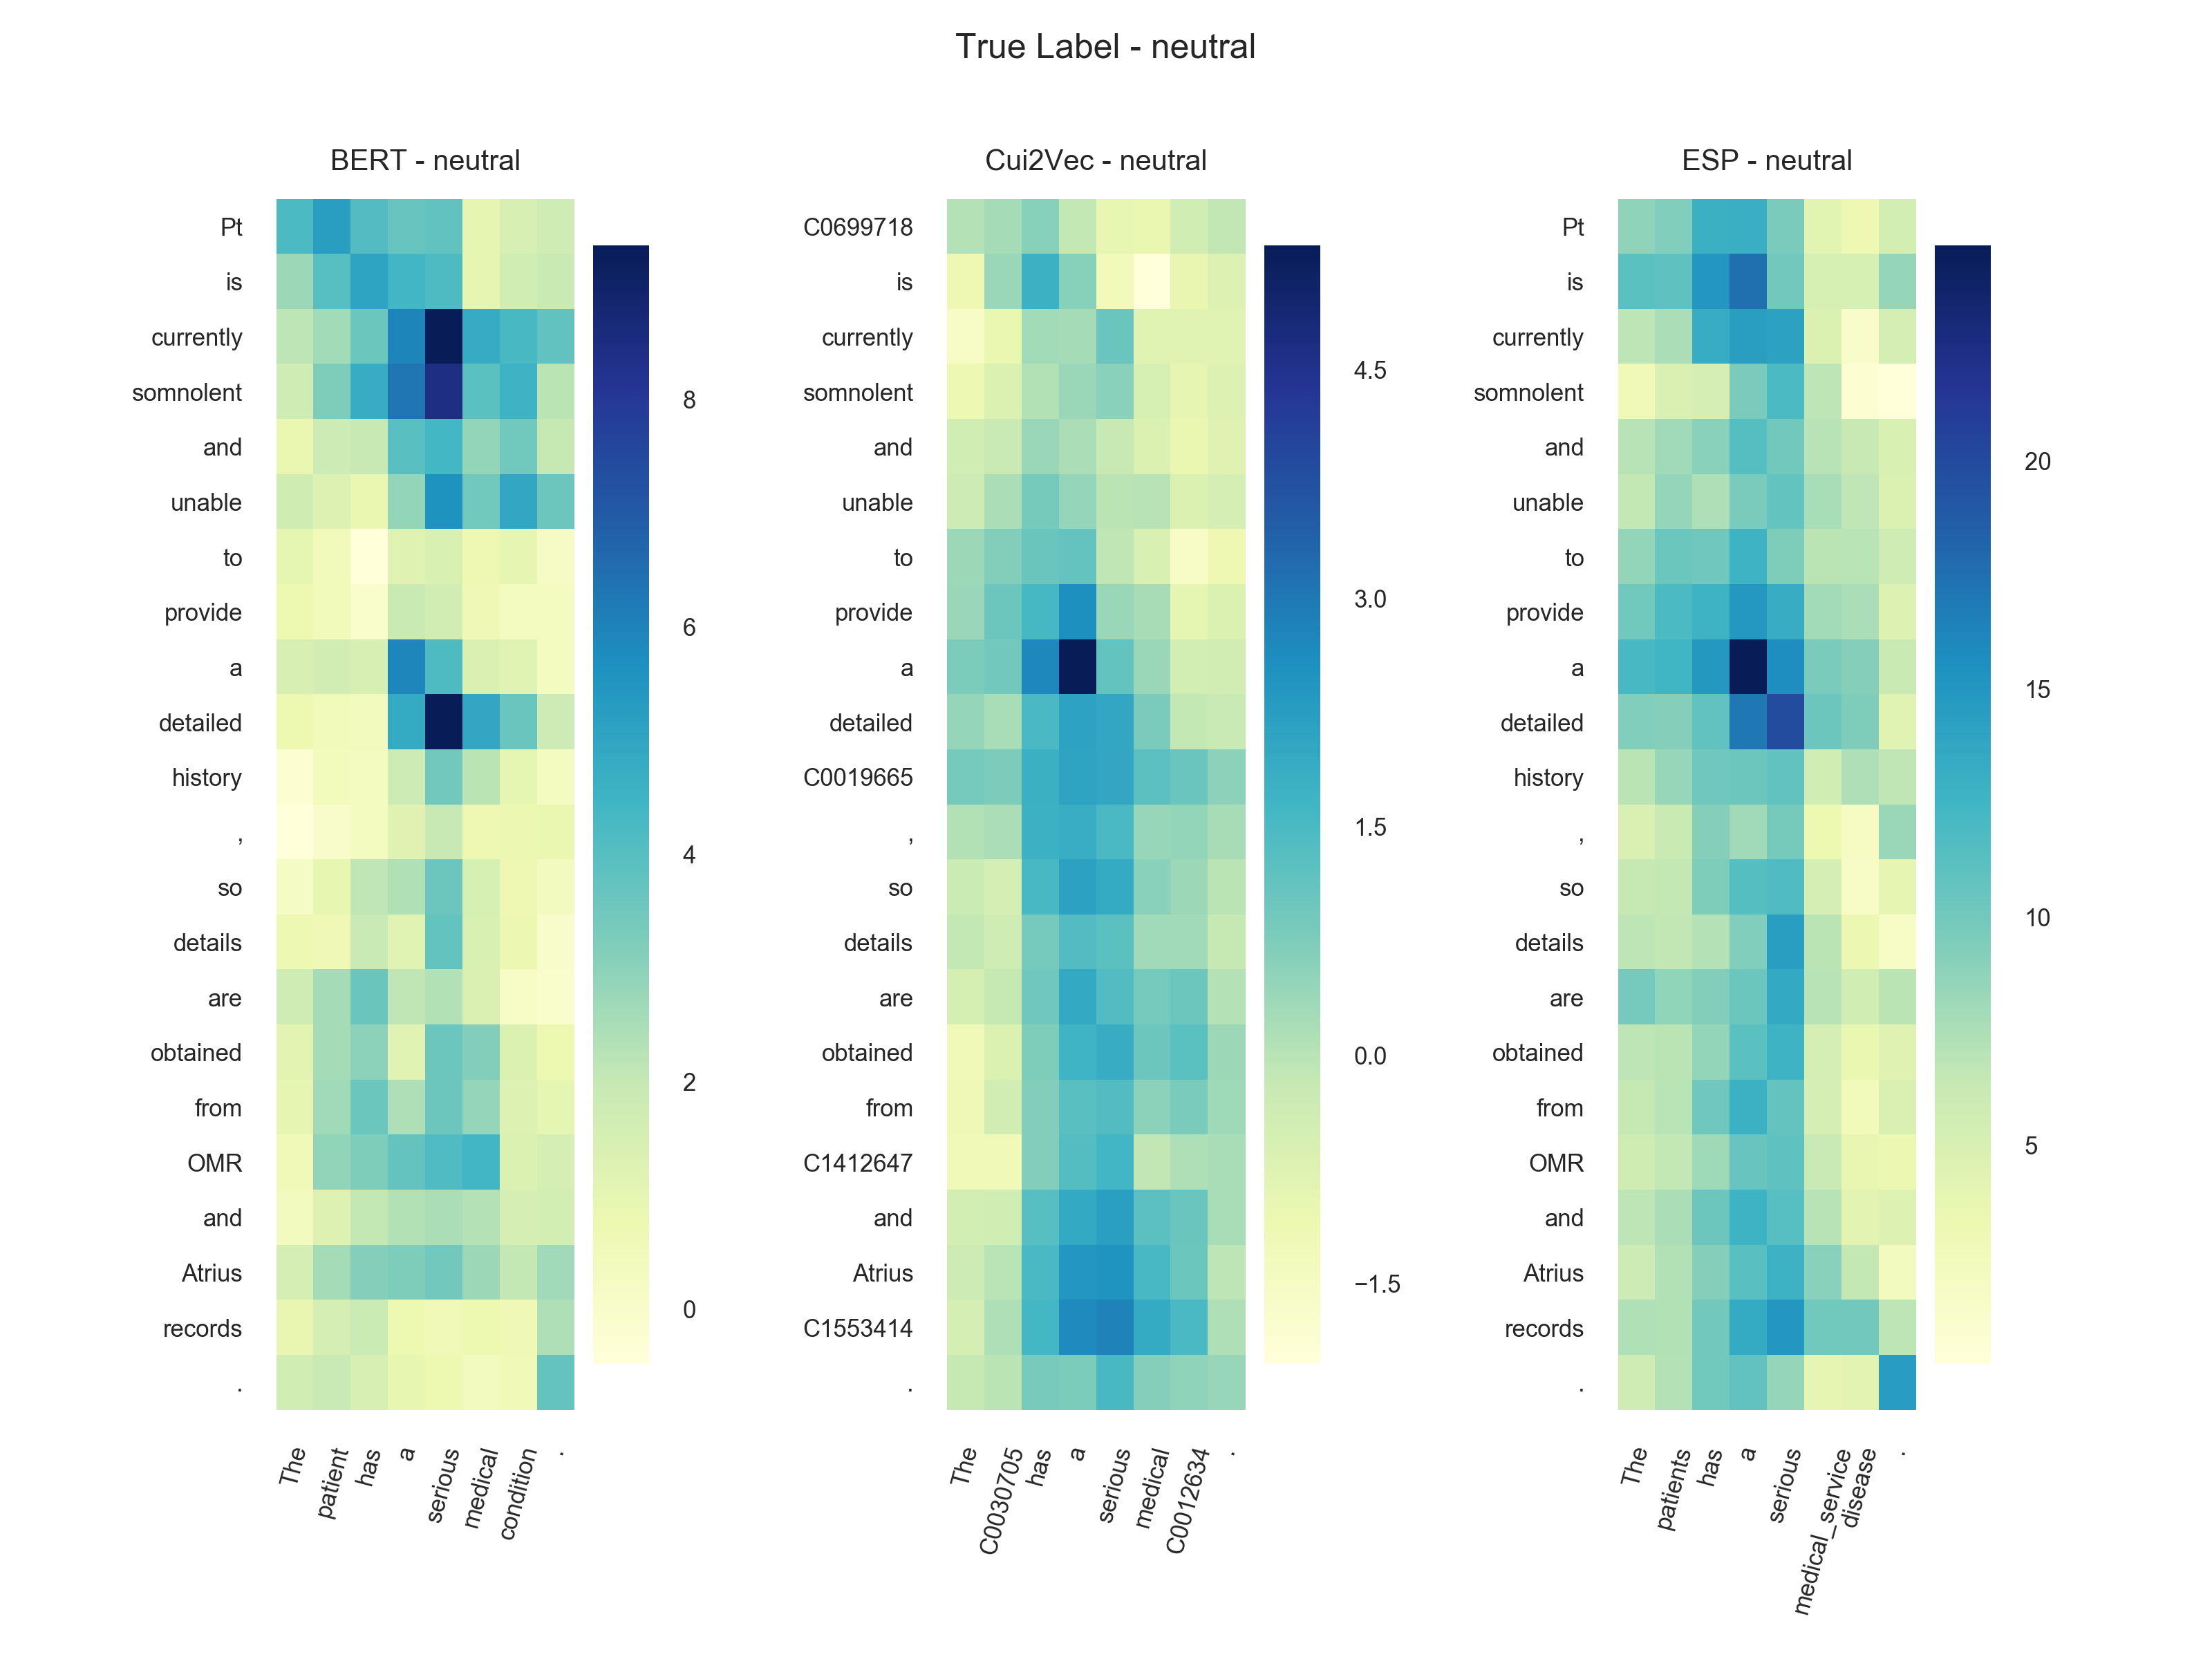 True Label - neutral
BERT - neutral
Pt
is
currently
somnolent
and
unable
to
provide
a
detailed
history
,
so
details
are
obtained
from
OMR
and
Atrius
records
.
The
patient
has
a
serious
medical
condition
.
8
6
4
2
0
Cui2Vec - neutral
C0699718
is
currently
somnolent
and
unable
to
provide
a
detailed
C0019665
,
so
details
are
obtained
from
C1412647
and
Atrius
C1553414
.
The
C0030705
has
a
serious
medical
C0012634
.
4.5
3.0
1.5
0.0
−1.5
ESP - neutral
Pt
is
currently
somnolent
and
unable
to
provide
a
detailed
history
,
so
details
are
obtained
from
OMR
and
Atrius
records
.
The
patients
has
a
serious
medical_service
disease
.
20
15
10
5